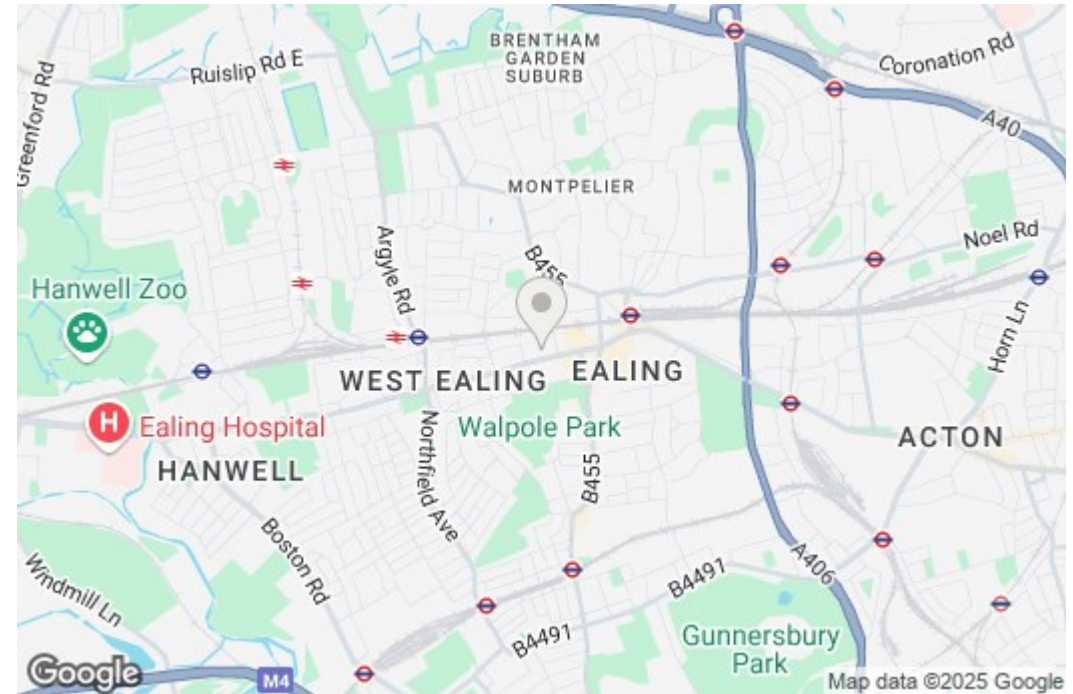 BRENTHAM
GARDEN
SUBURB
Ruislip Rd E
Coronation Rd
Greenford Rd
A40
MONTPELIER
Argyle Rd
B455
Noel Rd
Hanwell Zoo
Horn Ln
WEST EALING
EALING
H
Ealing Hospital
Walpole Park
ACTON
HANWELL
Northfield Ave
B455
Boston Rd
A406
B4491
Windmill Ln
B4491
Gunnersbury
Park
Google
M4
Map data ©2025 Google